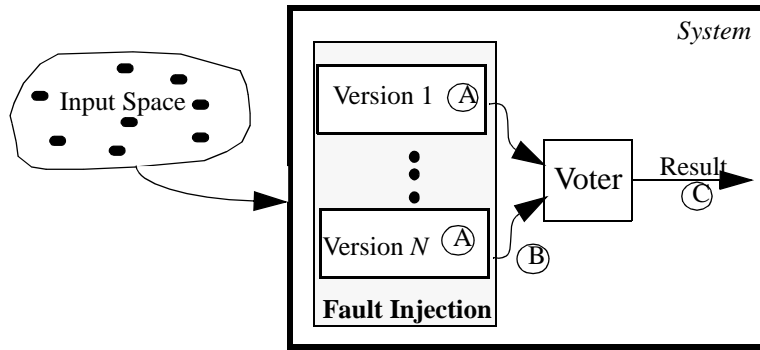 System
Input Space
Version 1 A
Voter
Result
C
Version N A
B
Fault Injection